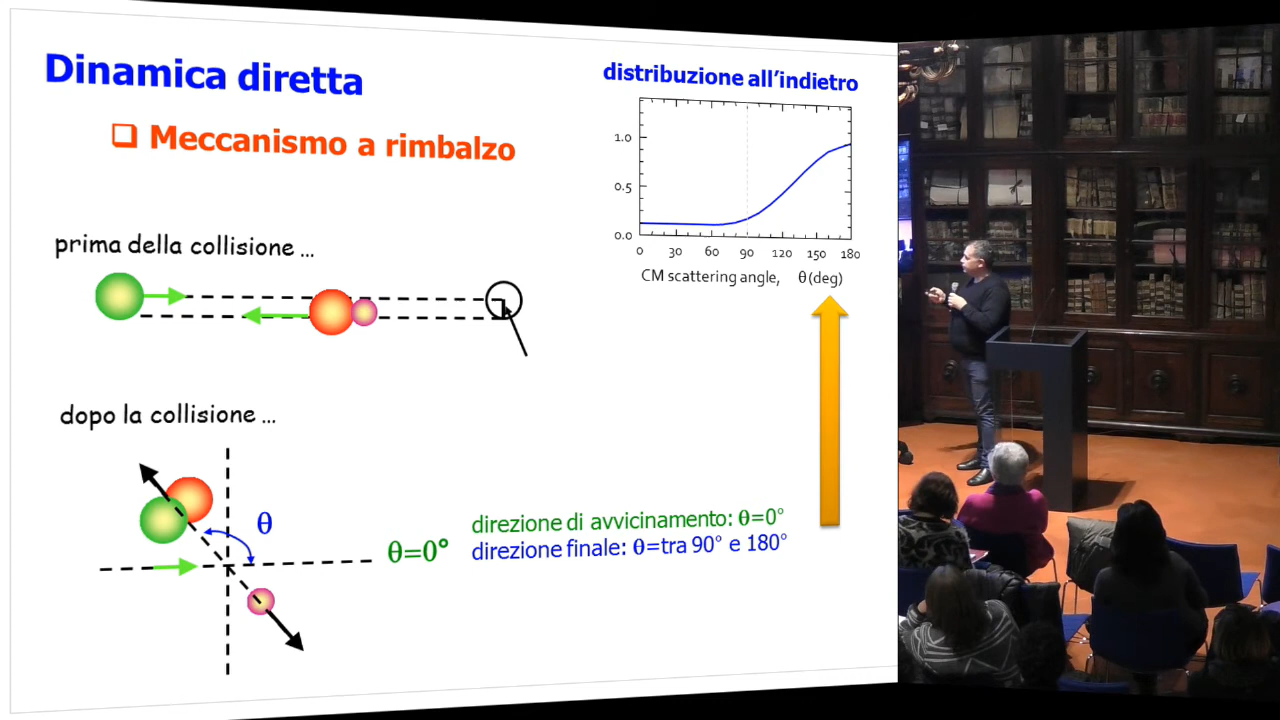 Dinamica diretta
❑ Meccanismo a rimbalzo
distribuzione all'indietro
1.0
0.5
0.0
0 30 60 90 120 150 180
CM scattering angle, θ(deg)
prima della collisione ...
dopo la collisione ...
θ
θ=0°
direzione di avvicinamento: θ=0°
direzione finale: θ=tra 90° e 180°